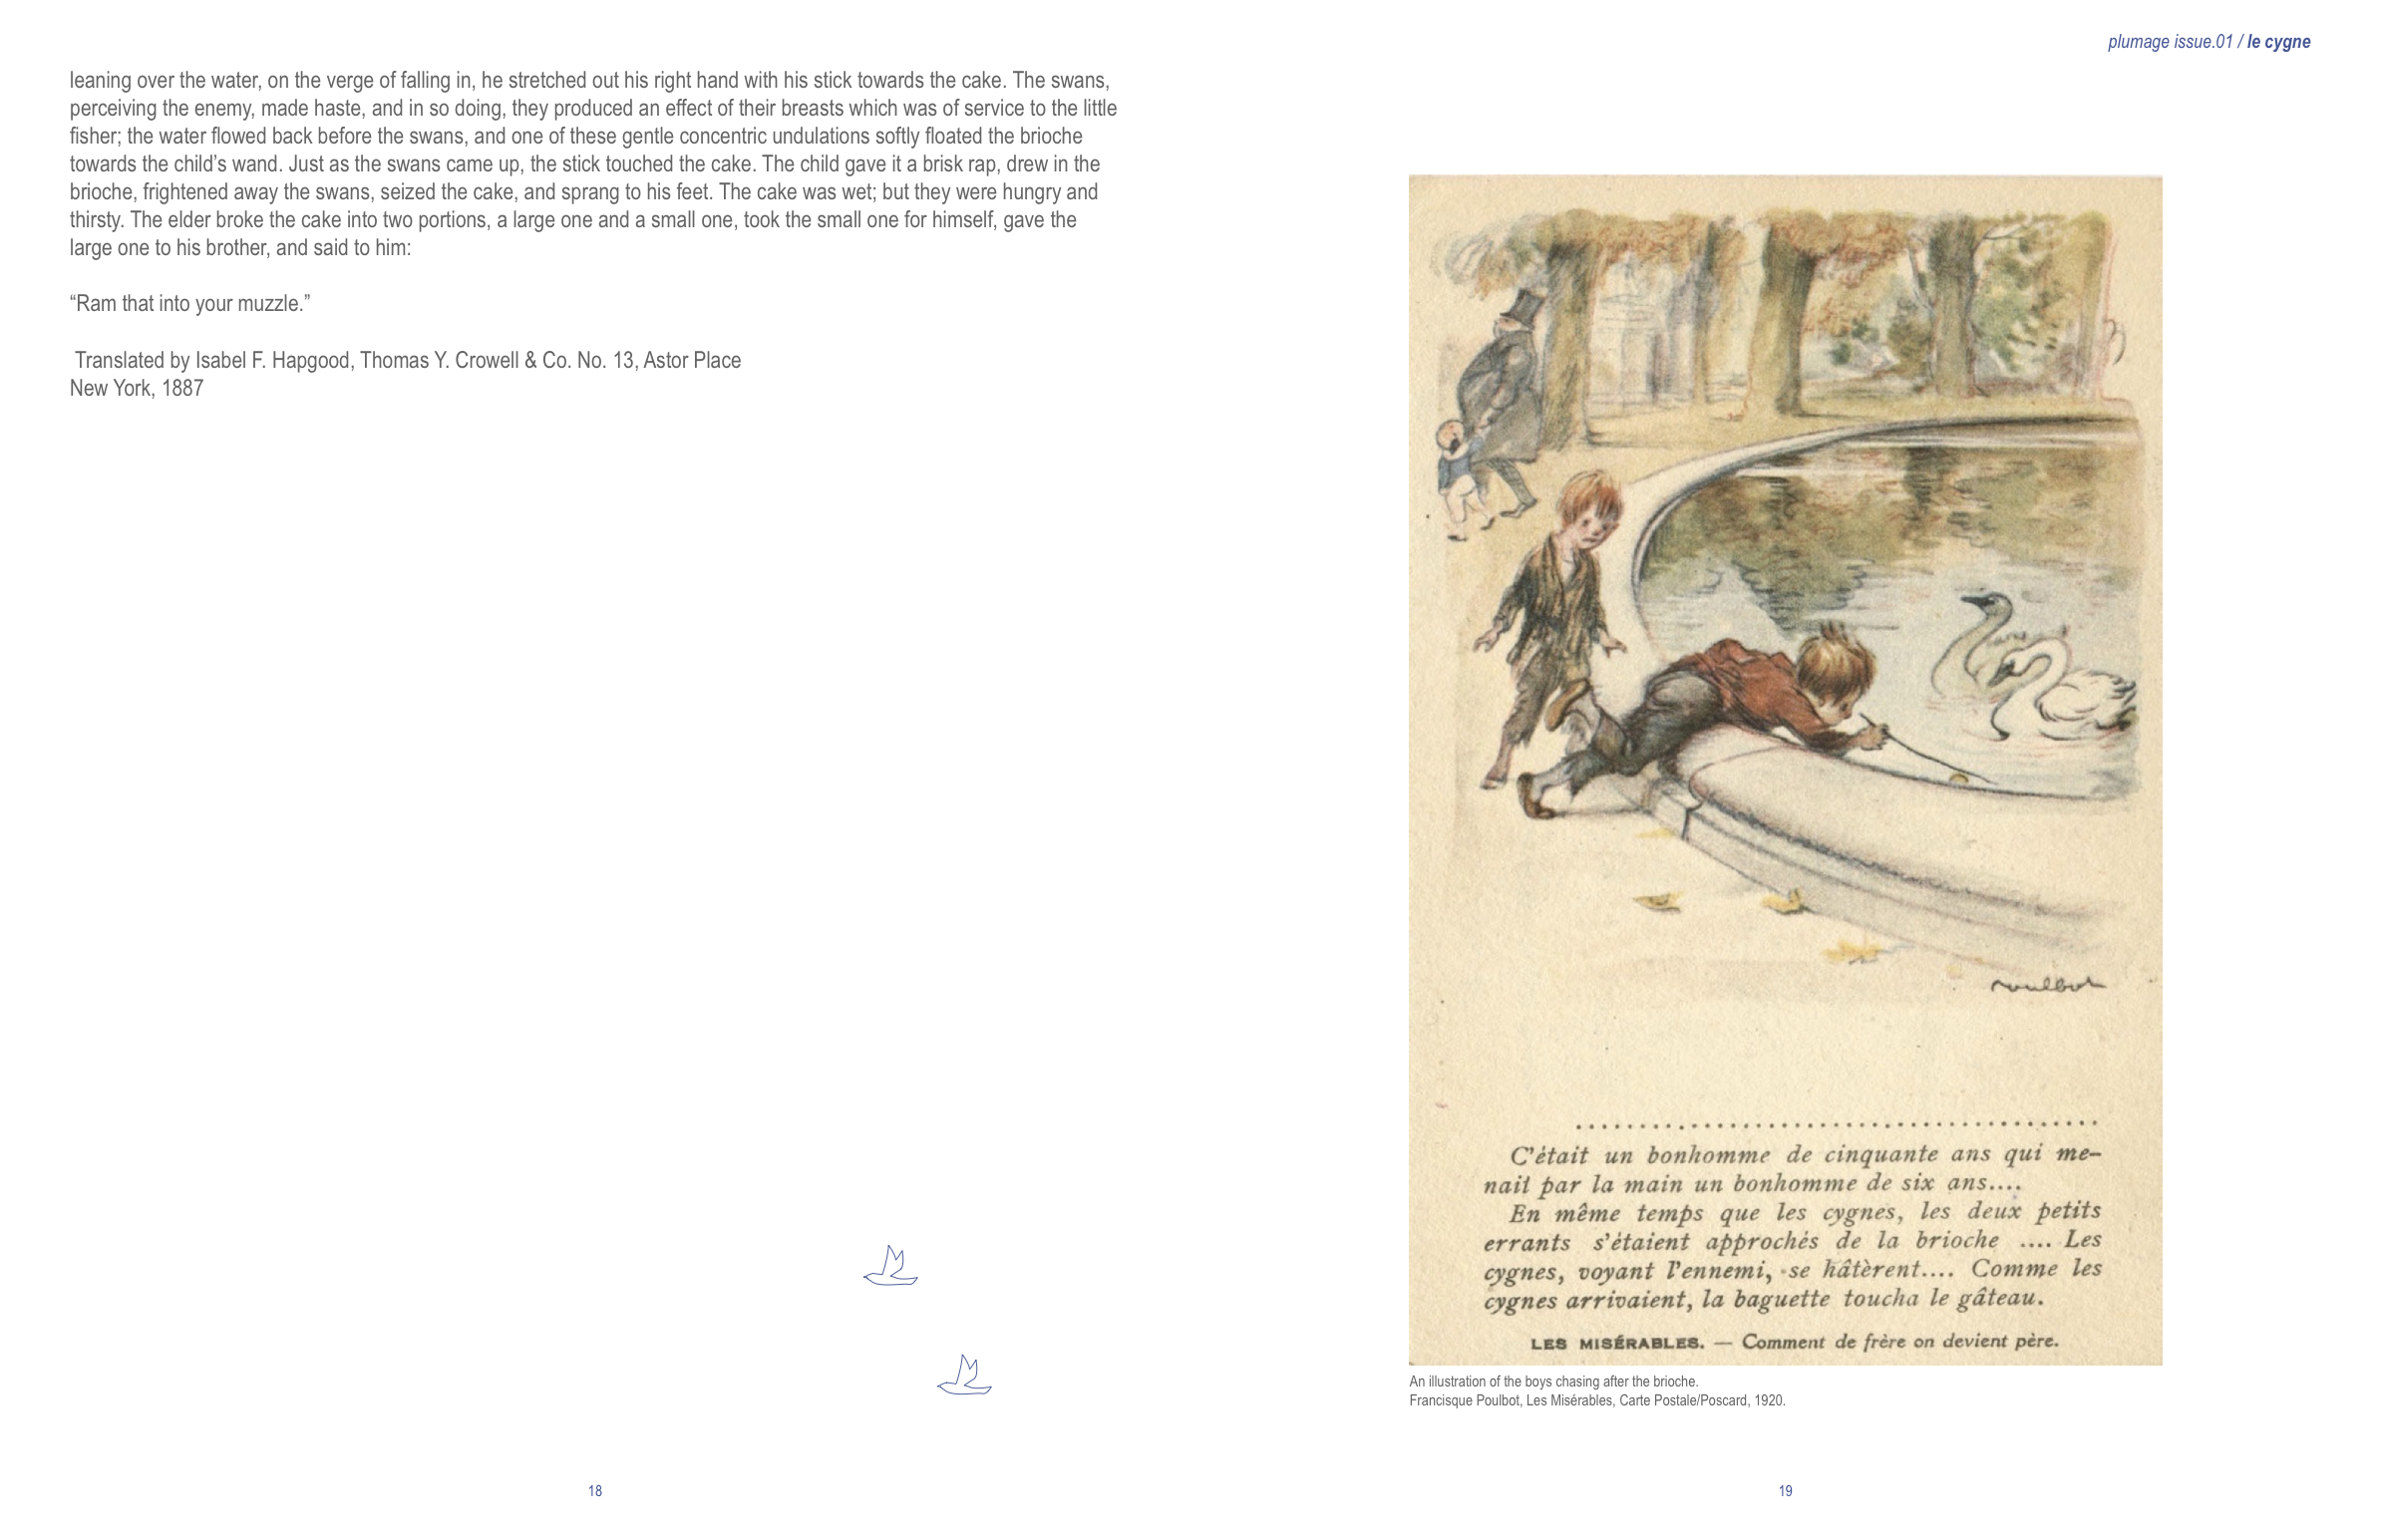 leaning over the water, on the verge of falling in, he stretched out his right hand with his stick towards the cake. The swans,
perceiving the enemy, made haste, and in so doing, they produced an effect of their breasts which was of service to the little
fisher; the water flowed back before the swans, and one of these gentle concentric undulations softly floated the brioche
towards the child’s wand. Just as the swans came up, the stick touched the cake. The child gave it a brisk rap, drew in the
brioche, frightened away the swans, seized the cake, and sprang to his feet. The cake was wet; but they were hungry and
thirsty. The elder broke the cake into two portions, a large one and a small one, took the small one for himself, gave the
large one to his brother, and said to him:
“Ram that into your muzzle.”
Translated by Isabel F. Hapgood, Thomas Y. Crowell & Co. No. 13, Astor Place
New York, 1887
18
plumage issue.01 / le cygne
Poulbot
C’était un bonhomme de cinquante ans qui me-
nait par la main un bonhomme de six ans....
En même temps que les cygnes, les deux petits
errants s’étaient approchés de la brioche .... Les
cygnes, voyant l’ennemi, se hâtèrent.... Comme les
cygnes arrivaient, la baguette toucha le gâteau.
LES MISÉRABLES. — Comment de frère on devient père.
An illustration of the boys chasing after the brioche.
Francisque Poulbot, Les Misérables, Carte Postale/Poscard, 1920.
19